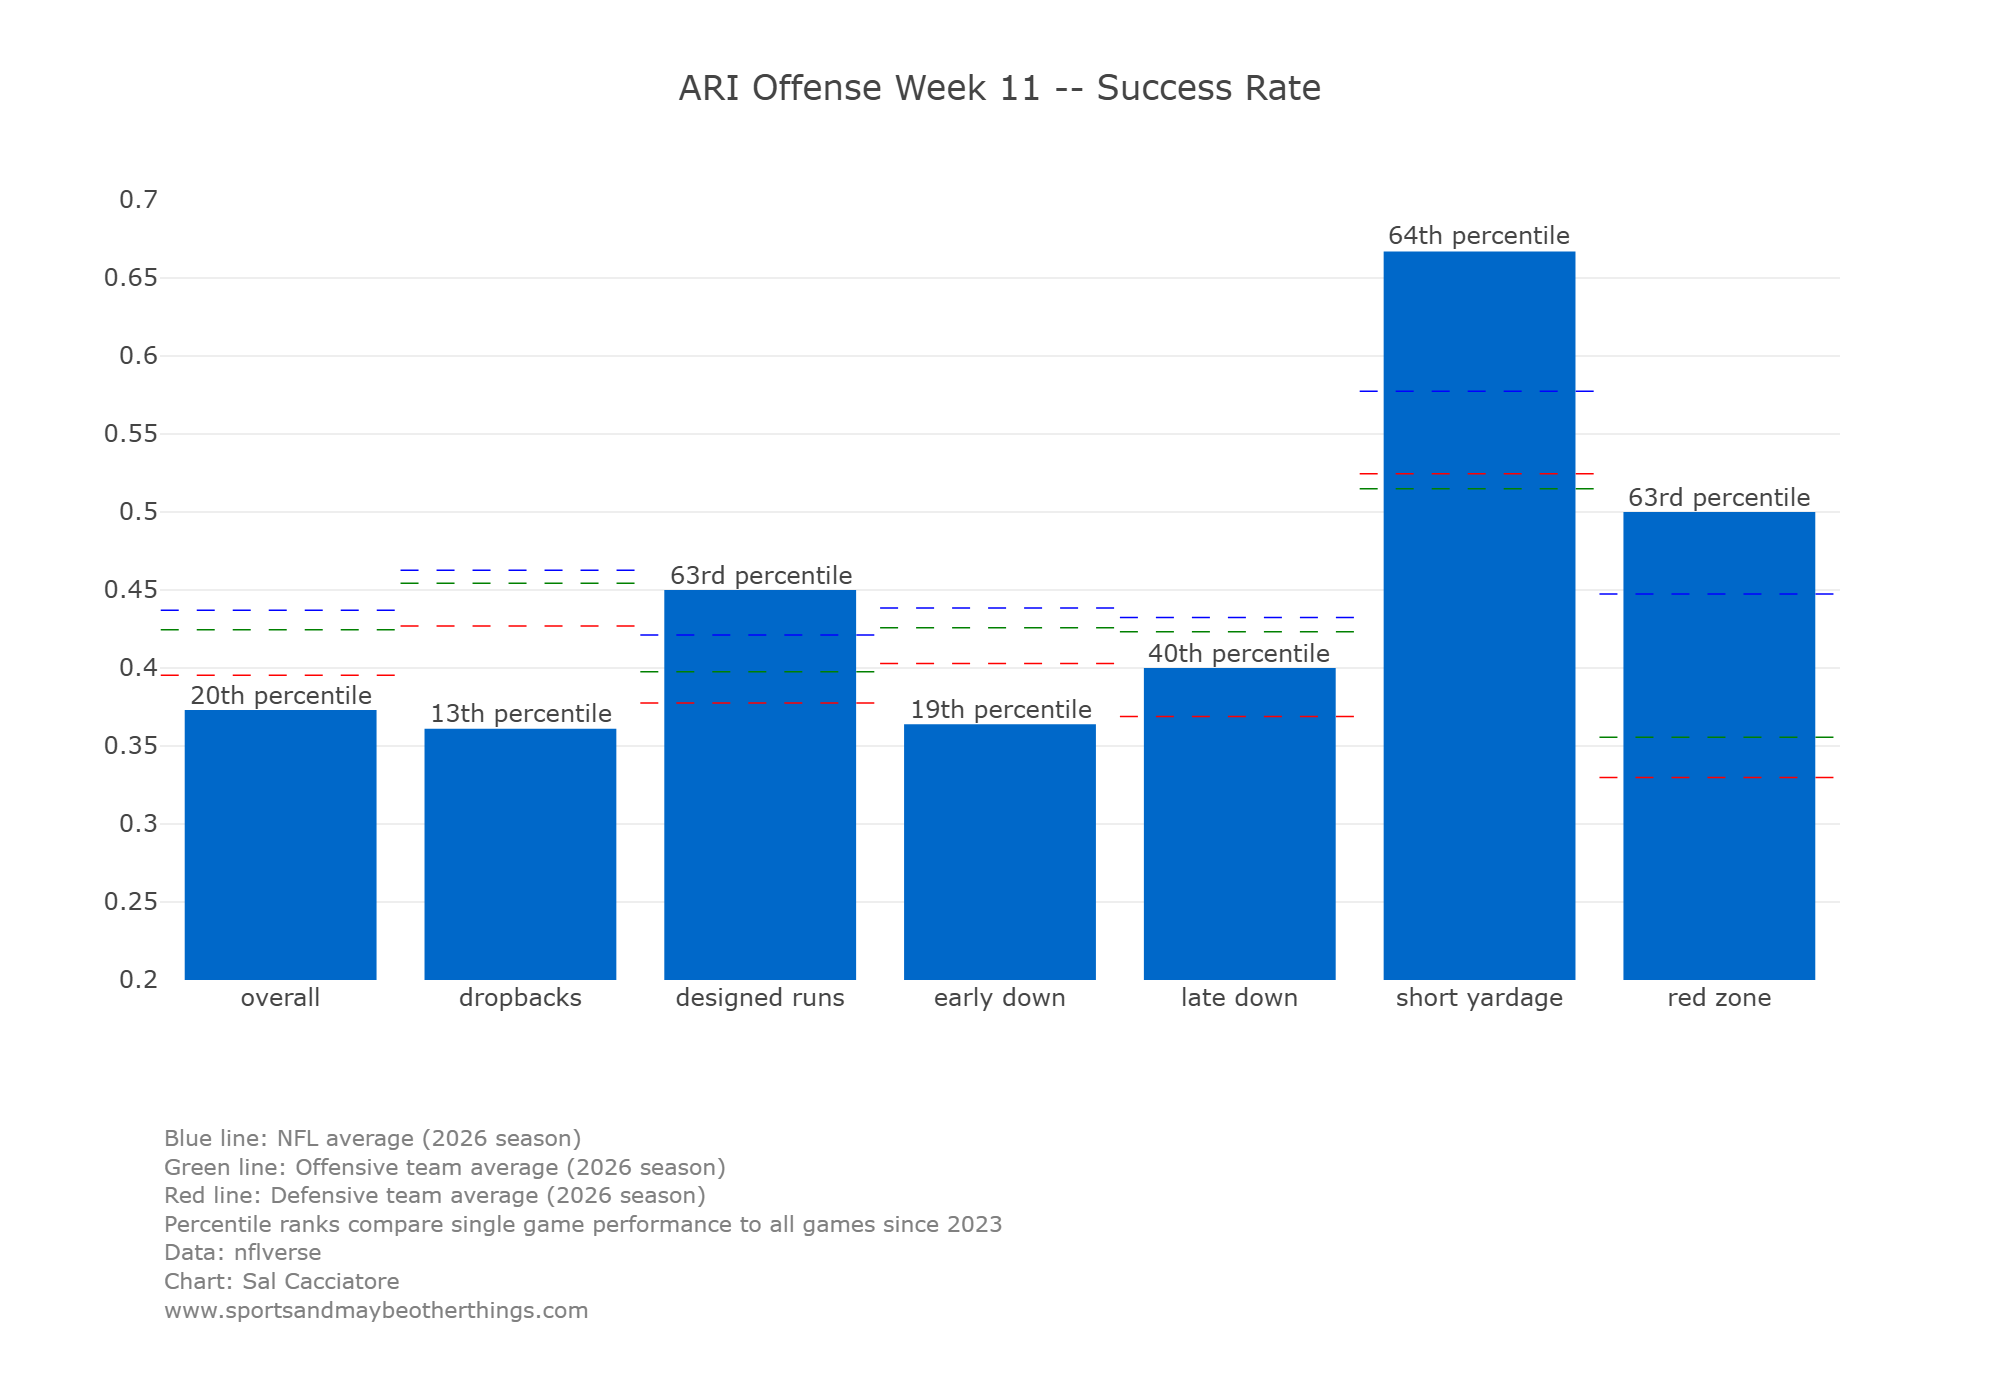 ARI Offense Week 11 -- Success Rate
0.7
64th percentile
0.65
0.6
0.55
0.5
63rd percentile
63rd percentile
0.45
0.4
40th percentile
20th percentile
13th percentile
19th percentile
0.35
0.3
0.25
0.2
overall dropbacks designed runs early down late down short yardage red zone
Blue line: NFL average (2026 season)
Green line: Offensive team average (2026 season)
Red line: Defensive team average (2026 season)
Percentile ranks compare single game performance to all games since 2023
Data: nflverse
Chart: Sal Cacciatore
www.sportsandmaybeotherthings.com